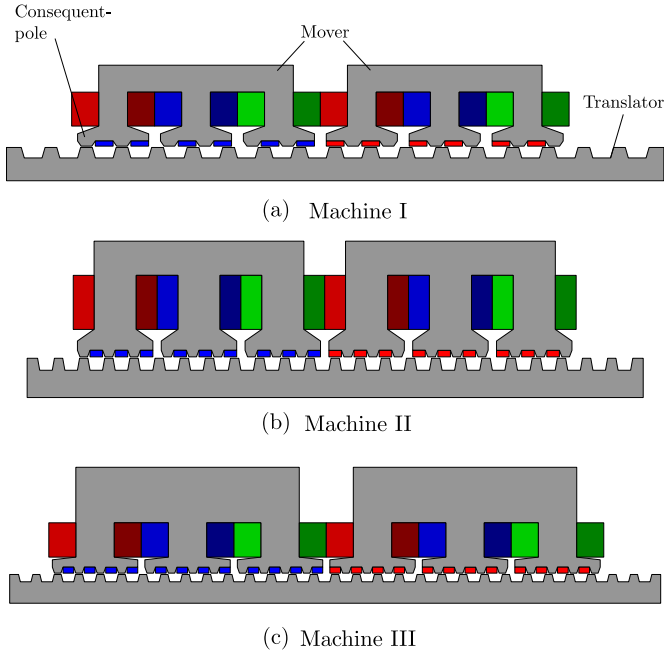 Consequent-
pole
Mover
Translator
(a) Machine I
(b) Machine II
(c) Machine III